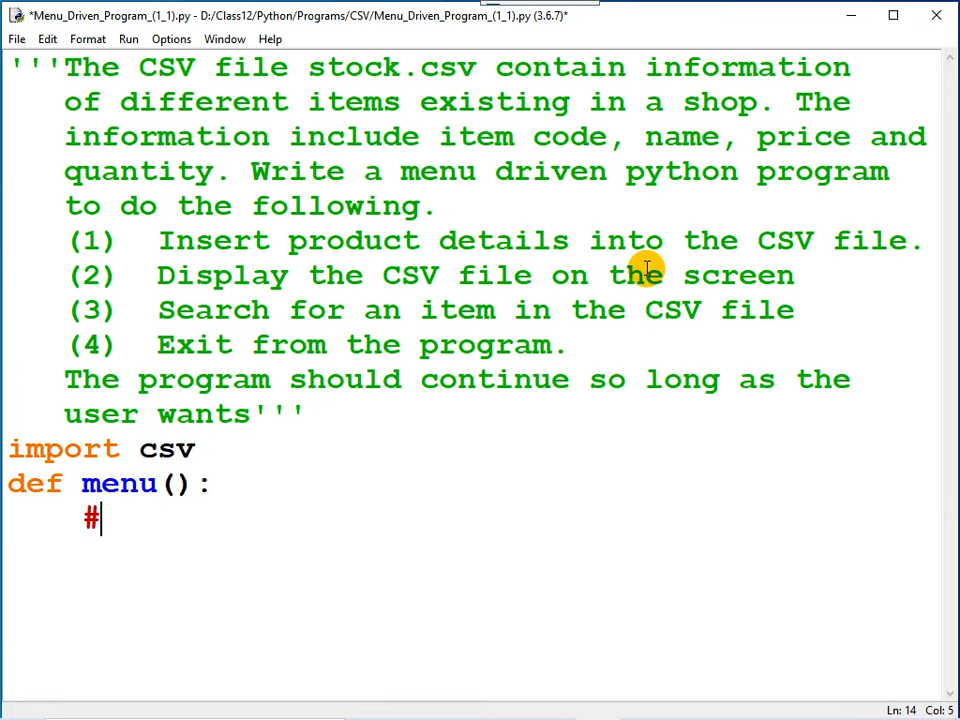 *Menu_Driven_Program_(1_1).py - D:/Class12/Python/Programs/CSV/Menu_Driven_Program_(1_1).py (3.6.7)*
File Edit Format Run Options Window Help
'''The CSV file stock.csv contain information
of different items existing in a shop. The
information include item code, name, price and
quantity. Write a menu driven python program
to do the following.
(1) Insert product details into the CSV file.
(2) Display the CSV file on the screen
(3) Search for an item in the CSV file
(4) Exit from the program.
The program should continue so long as the
user wants'''
import csv
def menu():
#
Ln: 14 Col: 5